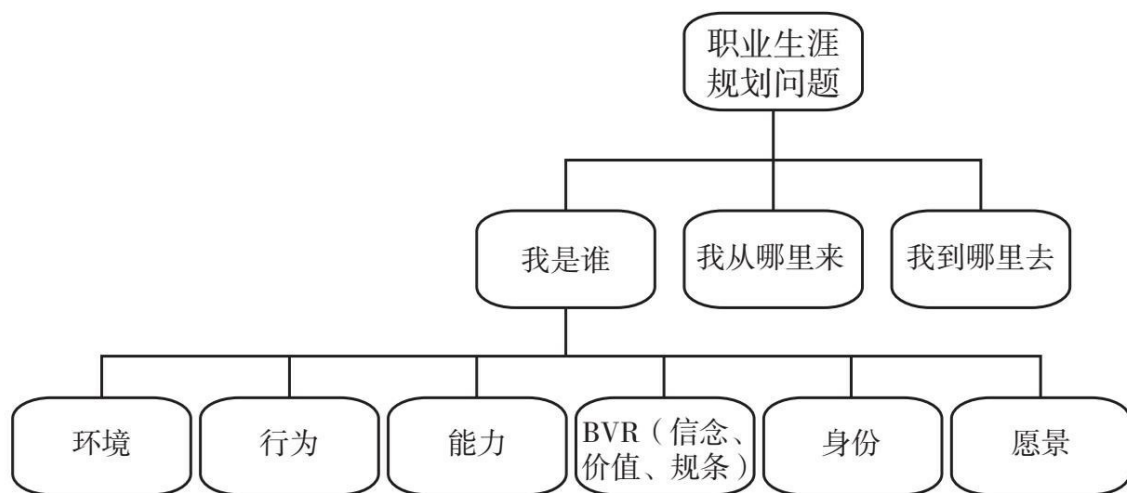 职业生涯
规划问题
我是谁
我从哪里来
我到哪里去
环境
行为
能力
BVR（信念、
价值、规条）
身份
愿景